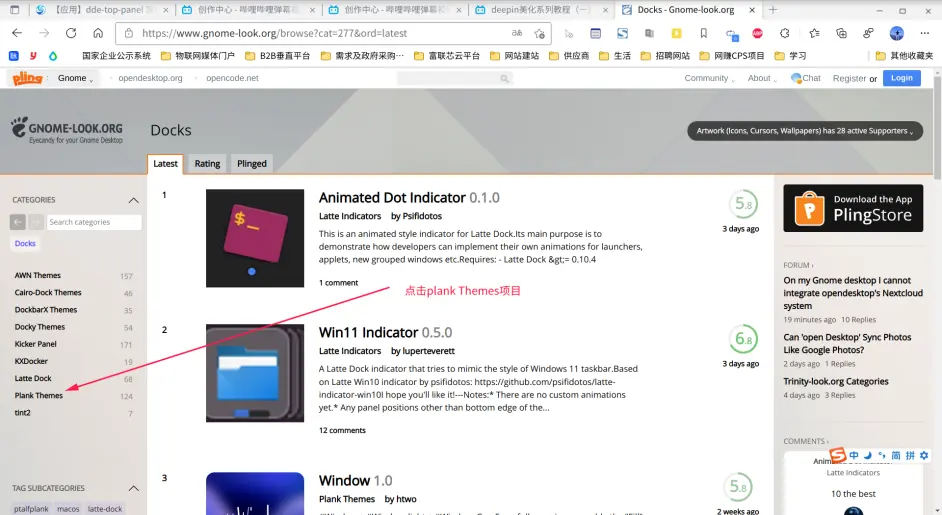 【应用】dde-top-panel
创作中心 - 哔哩哔哩弹幕
创作中心 - 哔哩哔哩弹幕和
deepin美化系列教程（一）
Docks - Gnome-look.org
https://www.gnome-look.org/browse?cat=277&ord=latest
国家企业公示系统
物联网媒体门户
B2B垂直平台
需求及政府采购…
富联芸云平台
网站建站
供应商
生活
招聘网站
网赚CPS项目
学习
其他收藏夹
pling
Gnome
opendesktop.org
opencode.net
Community
About
Chat
Register or
Login
GNOME-LOOK.ORG
Eyecandy for your Gnome Desktop
Docks
Artwork (Icons, Cursors, Wallpapers) has 28 active Supporters
Latest
Rating
Plinged
CATEGORIES
Search categories
Docks
AWN Themes 157
Cairo-Dock Themes 46
DockbarX Themes 35
Docky Themes 54
Kicker Panel 171
KXDocker 19
Latte Dock 68
Plank Themes 124
tint2 7
TAG SUBCATEGORIES
ptalfplank macos latte-dock
1
Animated Dot Indicator 0.1.0
Latte Indicators by Psifidotos
This is an animated style indicator for Latte Dock.Its main purpose is to
demonstrate how developers can implement their own animations for launchers,
applets, new grouped windows etc.Requires: - Latte Dock &gt;= 0.10.4
1 comment
5.8
3 days ago
点击plank Themes项目
2
Win11 Indicator 0.5.0
Latte Indicators by luperteverett
A Latte Indicator that tries to mimic the style of Windows 11 taskbar.Based
on Latte Win10 indicator by psifidotos: https://github.com/psifidotos/latte-
indicator-win10I hope you'll like it!---Notes:* There are no custom animations
yet.* Any panel positions other than bottom edge of the...
12 comments
6.8
3 days ago
3
Window 1.0
Plank Themes by htwo
5.8
2 weeks ago
Download the App
PlingStore
FORUM ›
On my Gnome desktop I cannot
integrate opendesktop's Nextcloud
system
19 minutes ago 10 Replies
Can 'open Desktop' Sync Photos
Like Google Photos?
2 days ago 1 Replies
Trinity-look.org Categories
4 days ago 3 Replies
COMMENTS ›
Latte Indicators
10 the best
中
简
拼